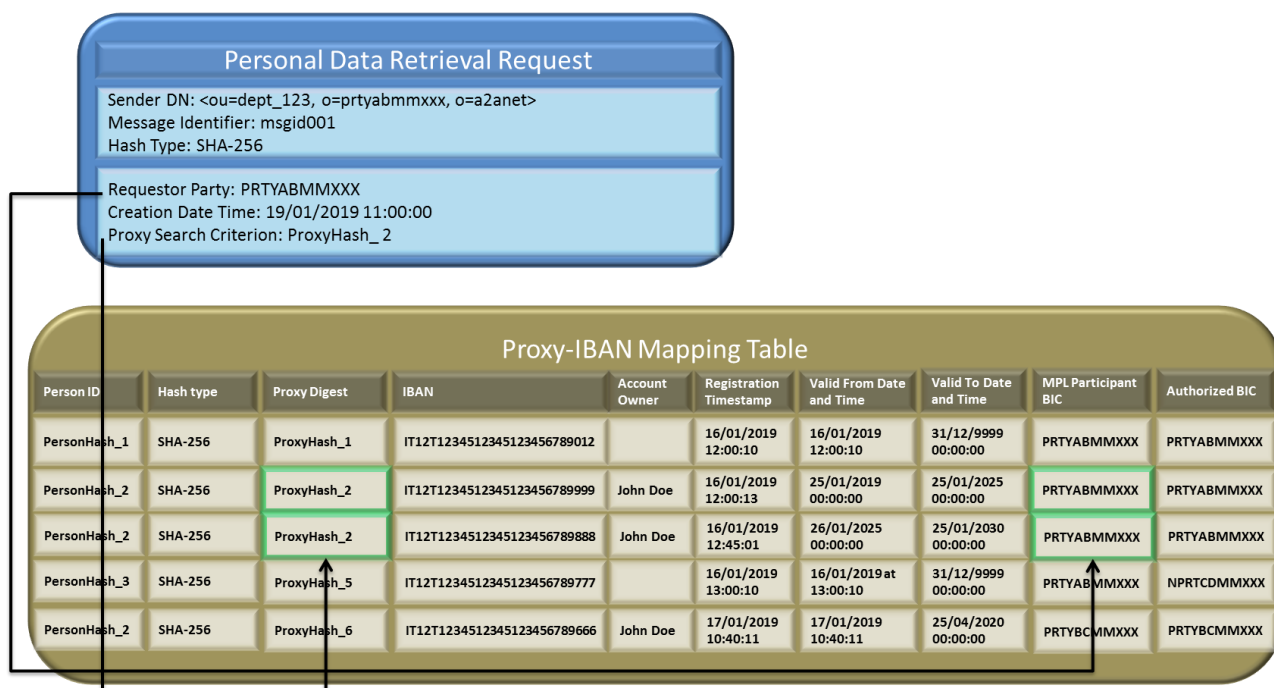 Personal Data Retrieval Request
Sender DN: <ou=dept_123, o=prtyabmmxxx, o=a2anet>
Message Identifier: msgid001
Hash Type: SHA-256
Requestor Party: PRTYABMMXXX
Creation Date Time: 19/01/2019 11:00:00
Proxy Search Criterion: ProxyHash_ 2
Proxy-IBAN Mapping Table
Person ID Hash type Proxy Digest IBAN Account Owner Registration Timestamp Valid From Date and Time Valid To Date and Time MPL Participant BIC Authorized BIC
PersonHash_1 SHA-256 ProxyHash_1 IT12T1234512345123456789012 16/01/2019 12:00:10 16/01/2019 12:00:10 31/12/9999 00:00:00 PRTYABMMXXX PRTYABMMXXX
PersonHash_2 SHA-256 ProxyHash_2 IT12T1234512345123456789999 John Doe 16/01/2019 12:00:13 25/01/2019 00:00:00 25/01/2025 00:00:00 PRTYABMMXXX PRTYABMMXXX
PersonHash_2 SHA-256 ProxyHash_2 IT12T1234512345123456789888 John Doe 16/01/2019 12:45:01 26/01/2025 00:00:00 25/01/2030 00:00:00 PRTYABMMXXX PRTYABMMXXX
PersonHash_3 SHA-256 ProxyHash_5 IT12T1234512345123456789777 16/01/2019 13:00:10 16/01/2019 at 13:00:10 31/12/9999 00:00:00 PRTYABMMXXX NPRTCDMMXXX
PersonHash_2 SHA-256 ProxyHash_6 IT12T1234512345123456789666 John Doe 17/01/2019 10:40:11 17/01/2019 10:40:11 25/04/2020 00:00:00 PRTYBCMMXXX PRTYBCMMXXX